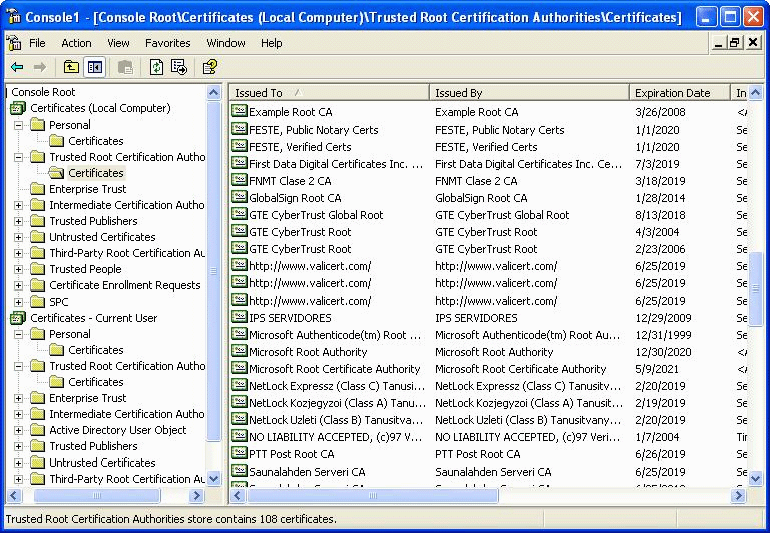 Console1 - [Console Root\Certificates (Local Computer)\Trusted Root Certification Authorities\Certificates]
File Action View Favorites Window Help
Console Root
Certificates (Local Computer)
Personal
Certificates
Trusted Root Certification Autho
Certificates
Enterprise Trust
Intermediate Certification Author
Trusted Publishers
Untrusted Certificates
Third-Party Root Certification Au
Trusted People
Certificate Enrollment Requests
SPC
Certificates - Current User
Personal
Certificates
Trusted Root Certification Autho
Certificates
Enterprise Trust
Intermediate Certification Author
Active Directory User Object
Trusted Publishers
Untrusted Certificates
Third-Party Root Certification Au
Issued To Issued By Expiration Date In
Example Root CA Example Root CA 3/26/2008 <A
FESTE, Public Notary Certs FESTE, Public Notary Certs 1/1/2020 Se
FESTE, Verified Certs FESTE, Verified Certs 1/1/2020 Se
First Data Digital Certificates Inc. ... First Data Digital Certificates Inc. Ce... 7/3/2019 Se
FNMT Clase 2 CA FNMT Clase 2 CA 3/18/2019 Se
GlobalSign Root CA GlobalSign Root CA 1/28/2014 Se
GTE CyberTrust Global Root GTE CyberTrust Global Root 8/13/2018 Se
GTE CyberTrust Root GTE CyberTrust Root 4/3/2004 Se
GTE CyberTrust Root GTE CyberTrust Root 2/23/2006 Se
http://www.valicert.com/ http://www.valicert.com/ 6/25/2019 Se
http://www.valicert.com/ http://www.valicert.com/ 6/25/2019 Se
http://www.valicert.com/ http://www.valicert.com/ 6/25/2019 Se
IPS SERVIDORES IPS SERVIDORES 12/29/2009 Se
Microsoft Authenticode(tm) Root ... Microsoft Authenticode(tm) Root Au... 12/31/1999 Se
Microsoft Root Authority Microsoft Root Authority 12/30/2020 <A
Microsoft Root Certificate Authority Microsoft Root Certificate Authority 5/9/2021 <A
NetLock Expressz (Class C) Tanusit... NetLock Expressz (Class C) Tanusitv... 2/20/2019 Se
NetLock Kozjegyzoi (Class A) Tanu... NetLock Kozjegyzoi (Class A) Tanusit... 2/19/2019 Se
NetLock Uzleti (Class B) Tanusitva... NetLock Uzleti (Class B) Tanusitvany... 2/20/2019 Se
NO LIABILITY ACCEPTED, (c)97 V... NO LIABILITY ACCEPTED, (c)97 Veri... 1/7/2004 Tir
PTT Post Root CA PTT Post Root CA 6/26/2019 Se
Saunalahden Serveri CA Saunalahden Serveri CA 6/25/2019 Se
Trusted Root Certification Authorities store contains 108 certificates.